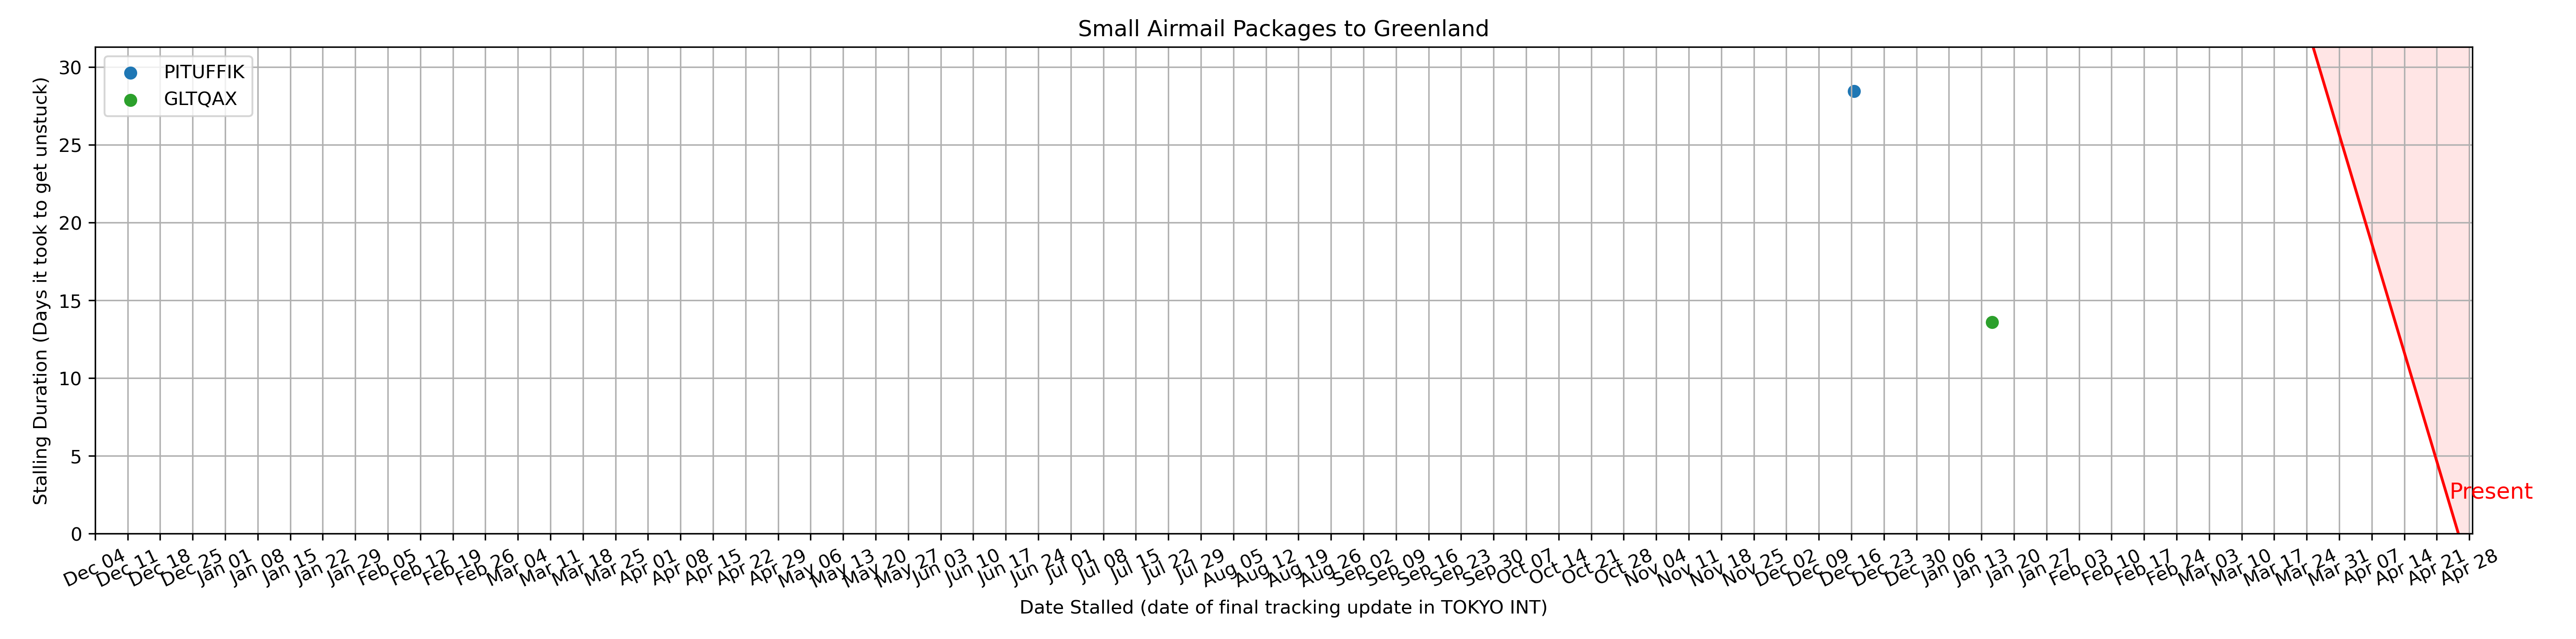 Small Airmail Packages to Greenland
PITUFFIK
GLTQAX
30
25
20
15
10
5
0
Stalling Duration (Days it took to get unstuck)
Present
Dec 04
Dec 11
Dec 18
Dec 25
Jan 01
Jan 08
Jan 15
Jan 22
Jan 29
Feb 05
Feb 12
Feb 19
Feb 26
Mar 04
Mar 11
Mar 18
Mar 25
Apr 01
Apr 08
Apr 15
Apr 22
Apr 29
May 06
May 13
May 20
May 27
Jun 03
Jun 10
Jun 17
Jun 24
Jul 01
Jul 08
Jul 15
Jul 22
Jul 29
Aug 05
Aug 12
Aug 19
Aug 26
Sep 02
Sep 09
Sep 16
Sep 23
Sep 30
Oct 07
Oct 14
Oct 21
Oct 28
Nov 04
Nov 11
Nov 18
Nov 25
Dec 02
Dec 09
Dec 16
Dec 23
Dec 30
Jan 06
Jan 13
Jan 20
Jan 27
Feb 03
Feb 10
Feb 17
Feb 24
Mar 03
Mar 10
Mar 17
Mar 24
Mar 31
Apr 07
Apr 14
Apr 21
Apr 28
Date Stalled (date of final tracking update in TOKYO INT)